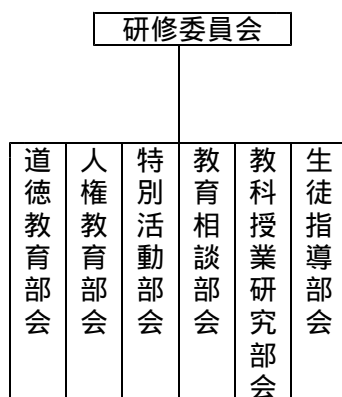 研修委員会
道徳教育部会
人権教育部会
特別活動部会
教育相談部会
教科授業研究部会
生徒指導部会